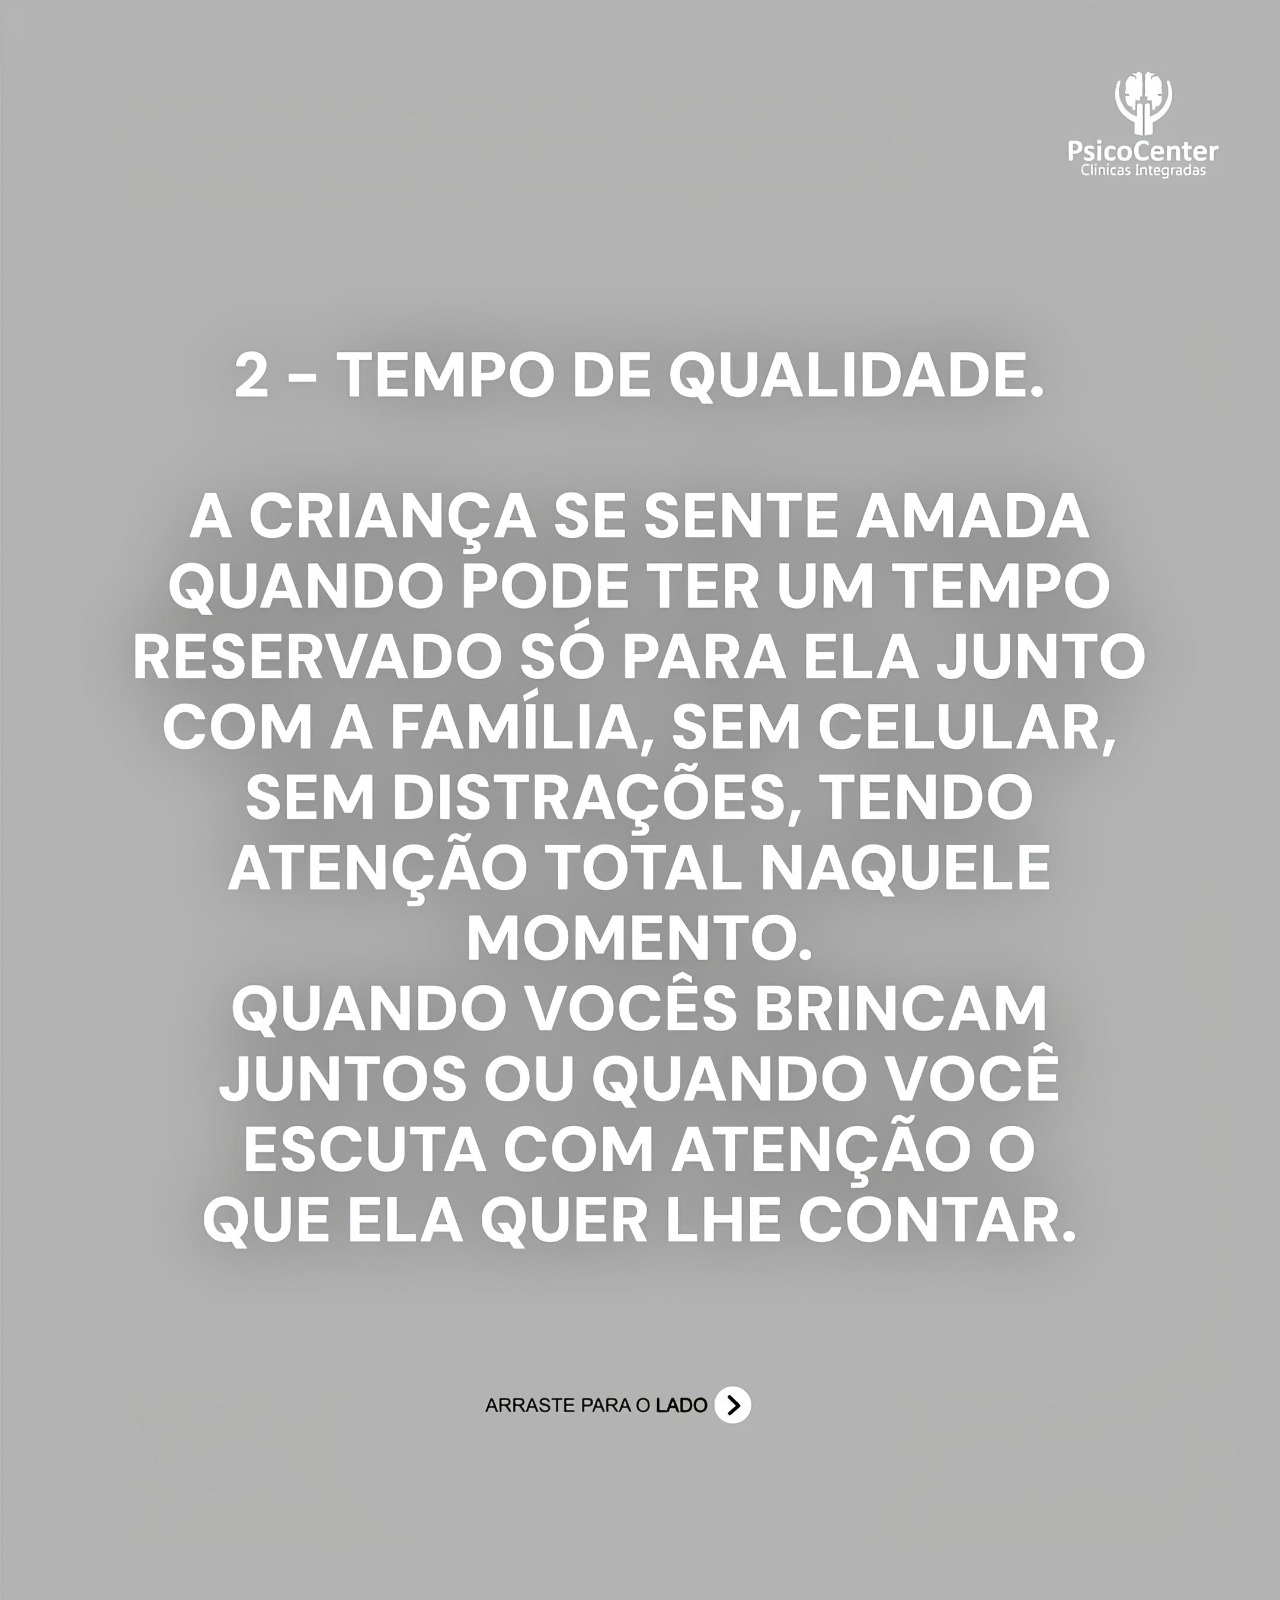 PsicoCenter
Clínicas Integradas
2 - TEMPO DE QUALIDADE.
A CRIANÇA SE SENTE AMADA
QUANDO PODE TER UM TEMPO
RESERVADO SÓ PARA ELA JUNTO
COM A FAMÍLIA, SEM CELULAR,
SEM DISTRAÇÕES, TENDO
ATENÇÃO TOTAL NAQUELE
MOMENTO.
QUANDO VOCÊS BRINCAM
JUNTOS OU QUANDO VOCÊ
ESCUTA COM ATENÇÃO O
QUE ELA QUER LHE CONTAR.
ARRASTE PARA O LADO